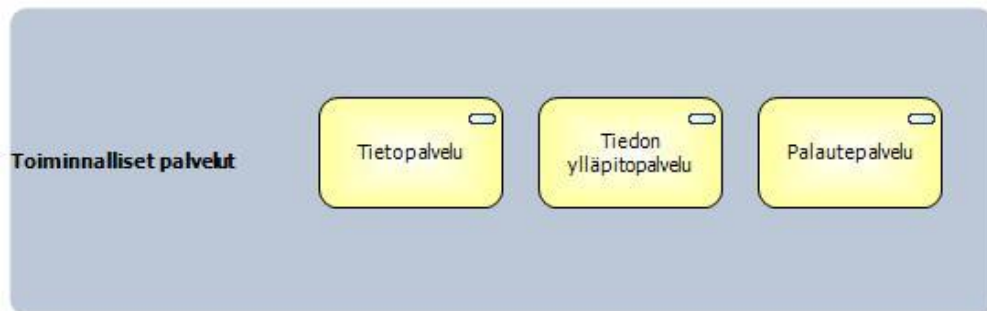 Toiminnalliset palvelut
Tietopalvelu
Tiedon
ylläpitopalvelu
Palautepalvelu